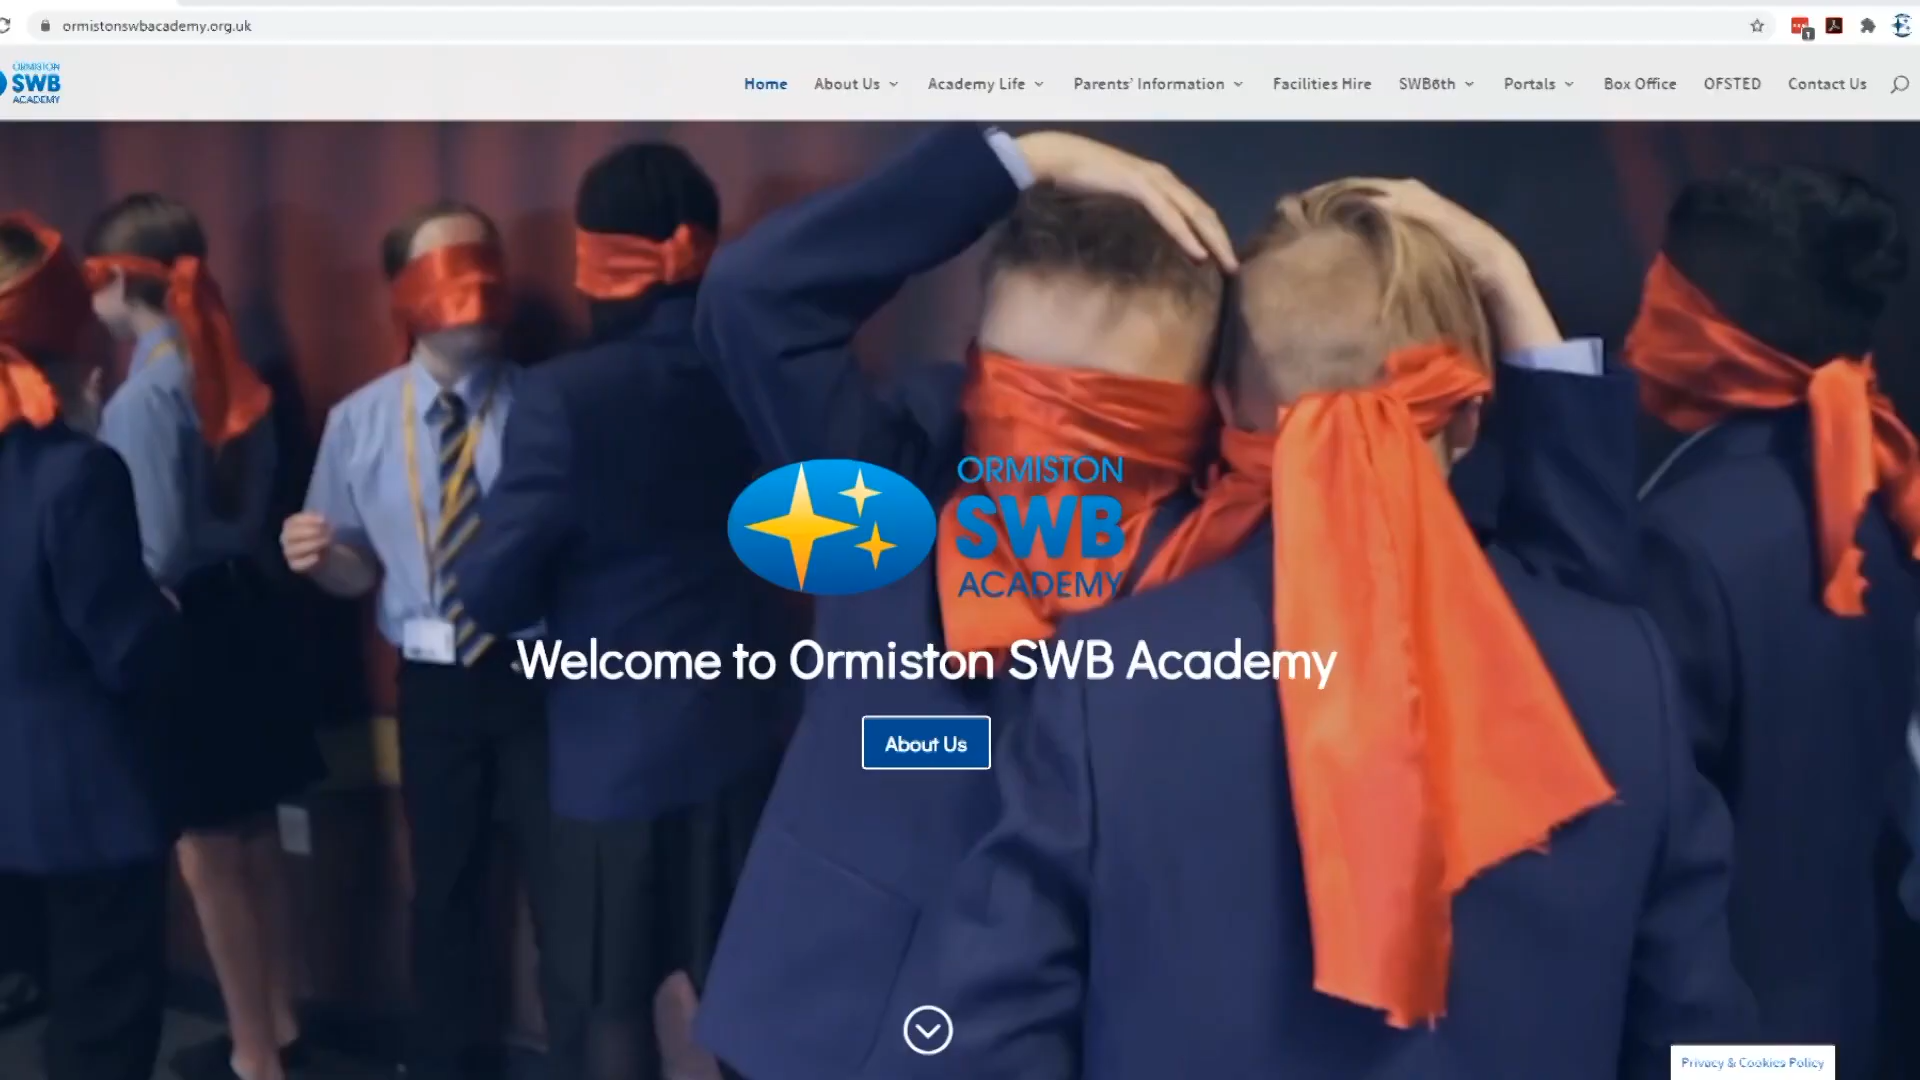 ormistonswbacademy.org.uk
1
ORMISTON
SWB
ACADEMY
Home
About Us
Academy Life
Parents' Information
Facilities Hire
SWB6th
Portals
Box Office
OFSTED
Contact Us
ORMISTON
SWB
ACADEMY
Welcome to Ormiston SWB Academy
About Us
Privacy & Cookies Policy